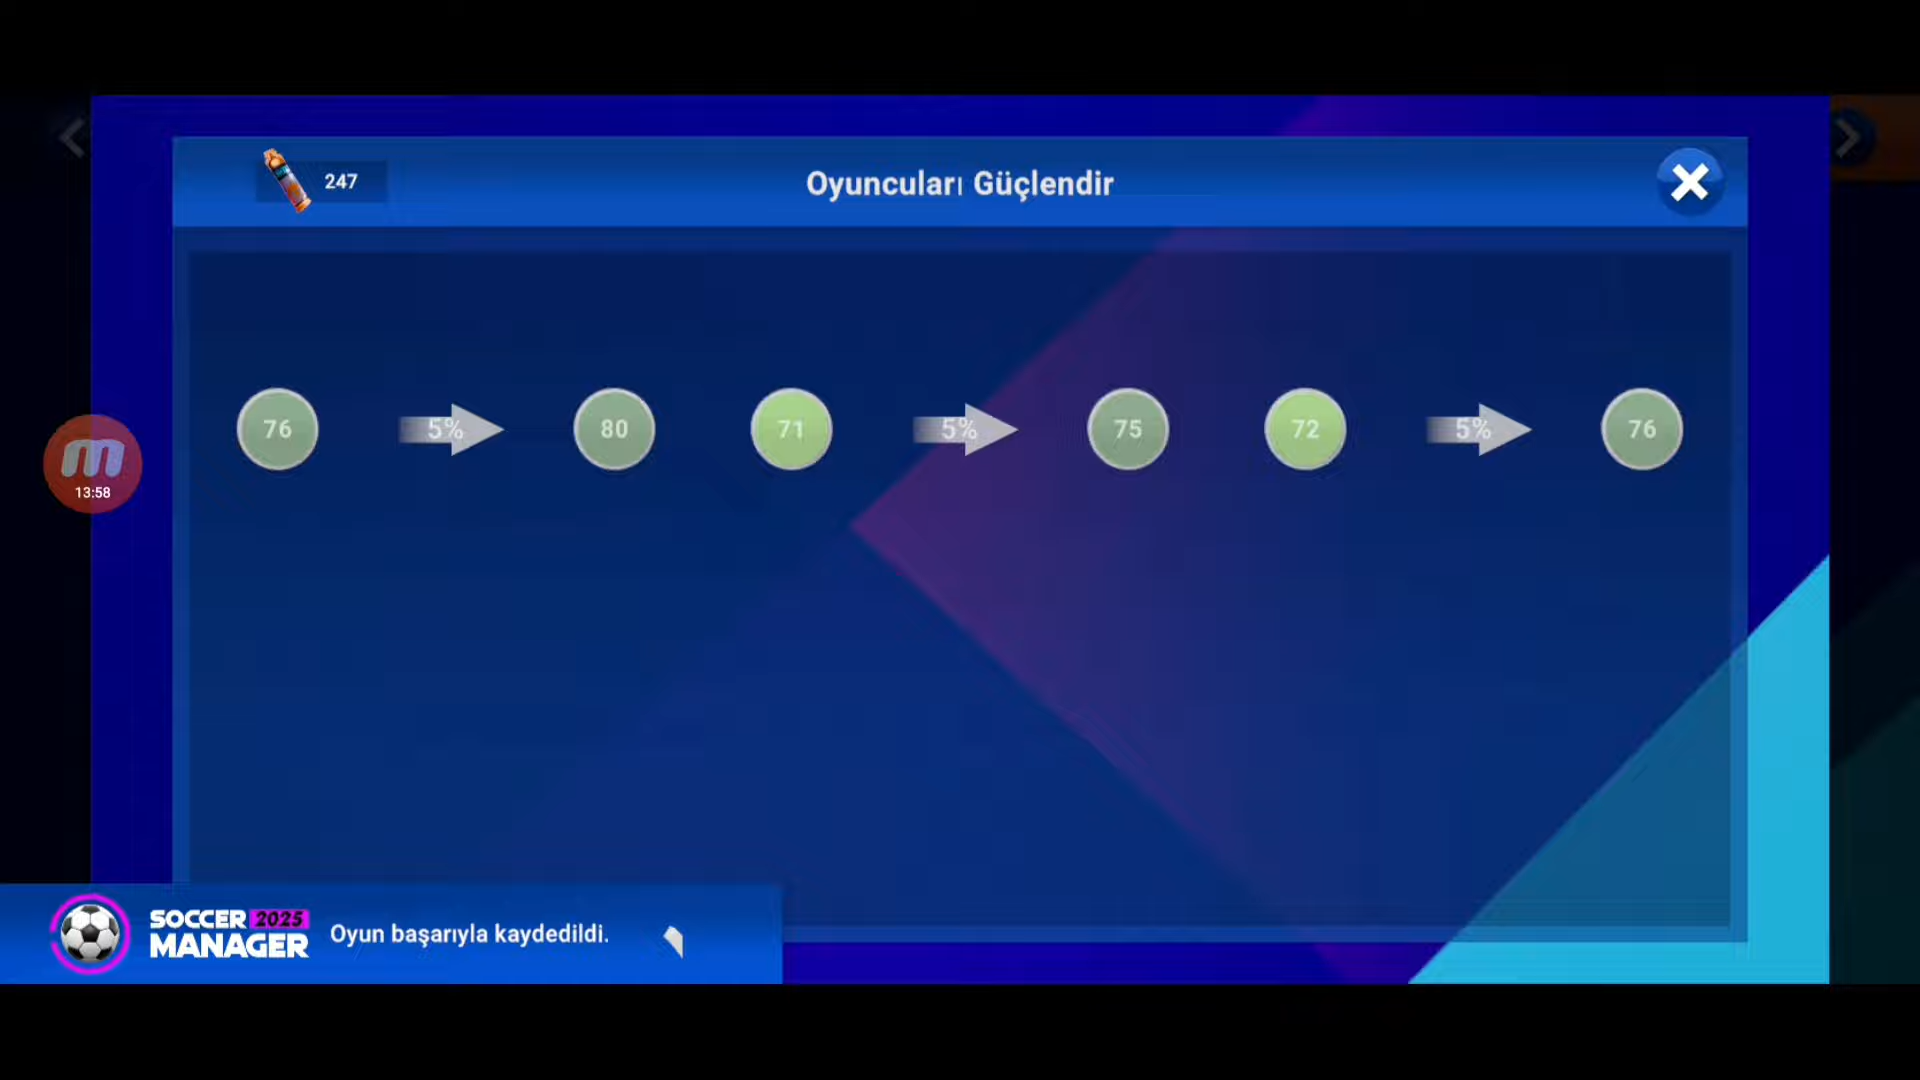 247
Oyuncuları Güçlendir
76 5% 80 71 5% 75 72 5% 76
13:58
SOCCER 2025
MANAGER
Oyun başarıyla kaydedildi.